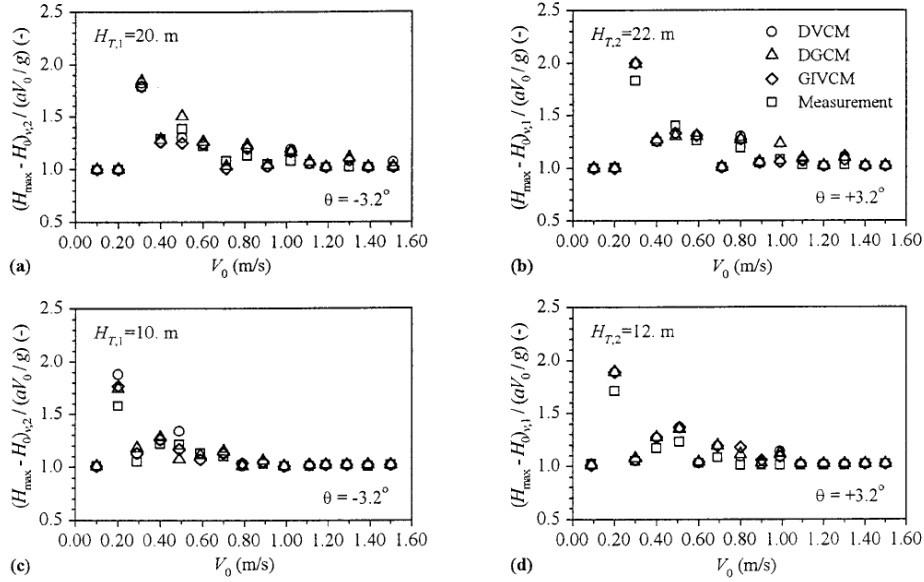 H_T,1=20. m
(H_max - H_0)_v,2 / (aV_0 / g) (-)
2.5
2.0
1.5
1.0
0.5
θ = -3.2°
0.00 0.20 0.40 0.60 0.80 1.00 1.20 1.40 1.60
(a)
V_0 (m/s)
H_T,2=22. m
DVCM
DGCM
GIVCM
Measurement
(H_max - H_0)_v,1 / (aV_0 / g) (-)
2.5
2.0
1.5
1.0
0.5
θ = +3.2°
0.00 0.20 0.40 0.60 0.80 1.00 1.20 1.40 1.60
(b)
V_0 (m/s)
H_T,1=10. m
(H_max - H_0)_v,2 / (aV_0 / g) (-)
2.5
2.0
1.5
1.0
0.5
θ = -3.2°
0.00 0.20 0.40 0.60 0.80 1.00 1.20 1.40 1.60
(c)
V_0 (m/s)
H_T,2=12. m
(H_max - H_0)_v,1 / (aV_0 / g) (-)
2.5
2.0
1.5
1.0
0.5
θ = +3.2°
0.00 0.20 0.40 0.60 0.80 1.00 1.20 1.40 1.60
(d)
V_0 (m/s)